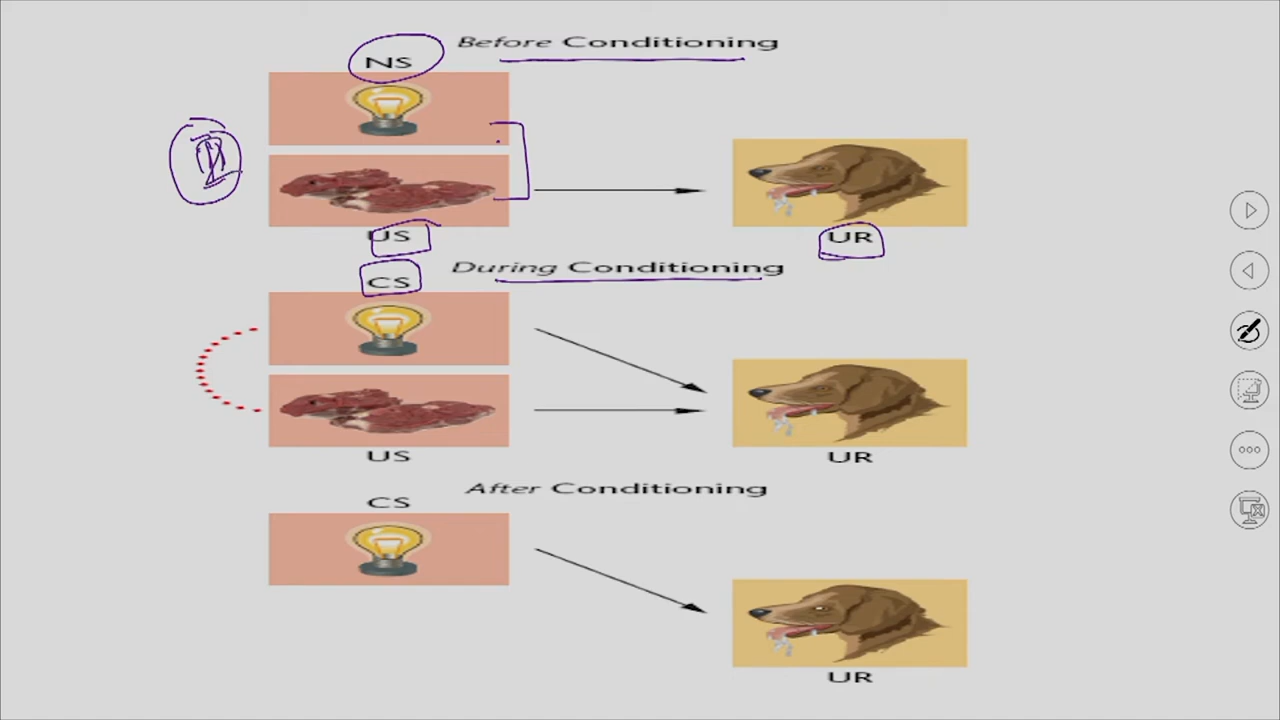 Before Conditioning
NS
US
UR
During Conditioning
CS
US
UR
After Conditioning
CS
UR